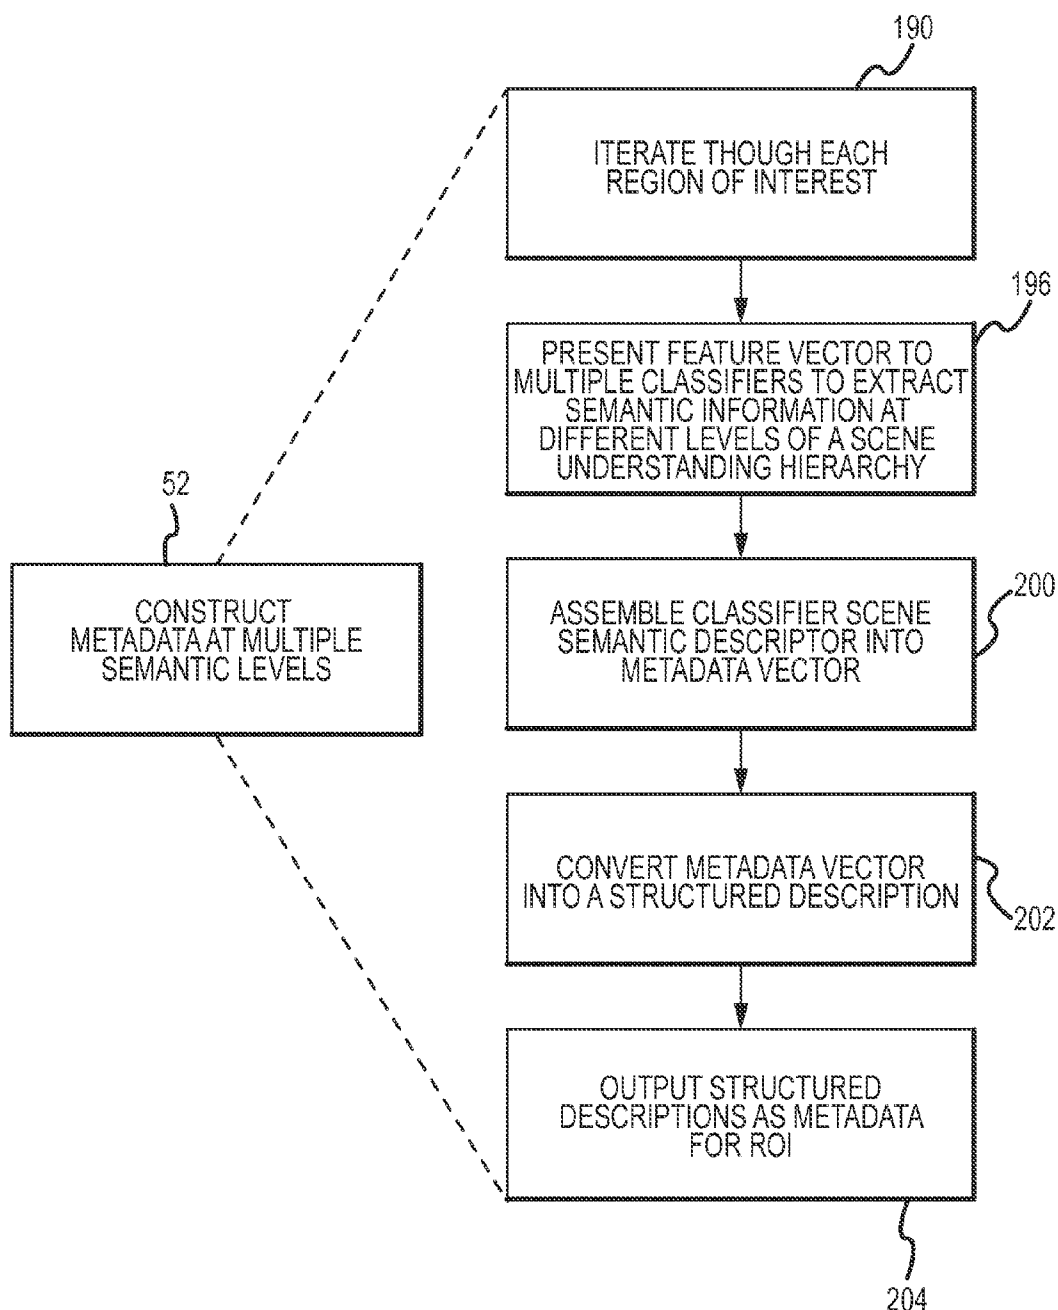 190
ITERATE THOUGH EACH
REGION OF INTEREST
196
PRESENT FEATURE VECTOR TO
MULTIPLE CLASSIFIERS TO EXTRACT
SEMANTIC INFORMATION AT
DIFFERENT LEVELS OF A SCENE
UNDERSTANDING HIERARCHY
52
CONSTRUCT
METADATA AT MULTIPLE
SEMANTIC LEVELS
200
ASSEMBLE CLASSIFIER SCENE
SEMANTIC DESCRIPTOR INTO
METADATA VECTOR
CONVERT METADATA VECTOR
INTO A STRUCTURED DESCRIPTION
202
OUTPUT STRUCTURED
DESCRIPTIONS AS METADATA
FOR ROI
204